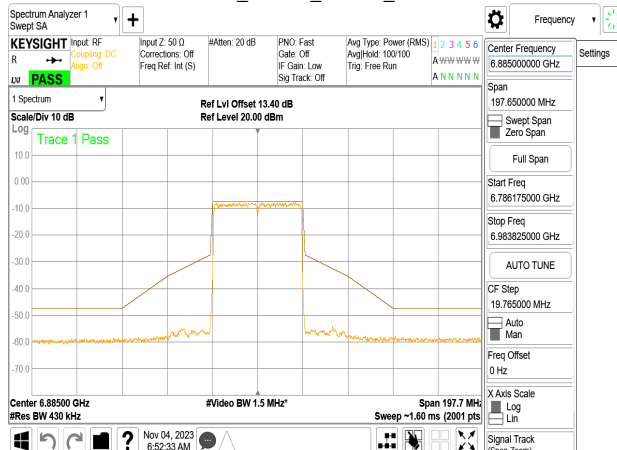 Spectrum Analyzer 1
Swept SA
Frequency
KEYSIGHT
R
LXI
PASS
Input: RF
Coupling: DC
Align: Off
Input Z: 50 Ω
Corrections: Off
Freq Ref: Int (S)
#Atten: 20 dB
PNO: Fast
Gate: Off
IF Gain: Low
Sig Track: Off
Avg Type: Power (RMS)
Avg|Hold: 100/100
Trig: Free Run
1 2 3 4 5 6
A W W W W W
A N N N N N
Settings
1 Spectrum
Scale/Div 10 dB
Ref Lvl Offset 13.40 dB
Ref Level 20.00 dBm
Log
Trace 1 Pass
10.0
0.00
-10.0
-20.0
-30.0
-40.0
-50.0
-60.0
-70.0
Center 6.88500 GHz
#Res BW 430 kHz
#Video BW 1.5 MHz*
Span 197.7 MHz
Sweep ~1.60 ms (2001 pts
Nov 04, 2023
6:52:33 AM
?
Center Frequency
6.885000000 GHz
Span
197.650000 MHz
Swept Span
Zero Span
Full Span
Start Freq
6.786175000 GHz
Stop Freq
6.983825000 GHz
AUTO TUNE
CF Step
19.765000 MHz
Auto
Man
Freq Offset
0 Hz
X Axis Scale
Log
Lin
Signal Track
(Span Zoom)